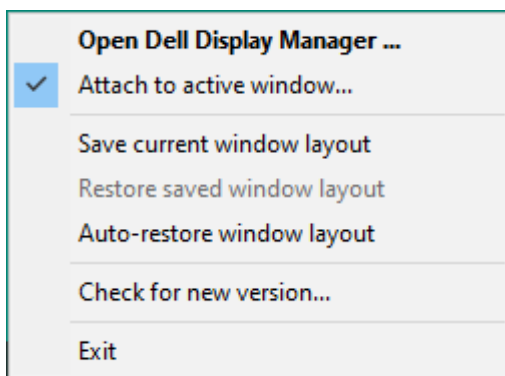 Open Dell Display Manager ...
Attach to active window...
Save current window layout
Restore saved window layout
Auto-restore window layout
Check for new version...
Exit